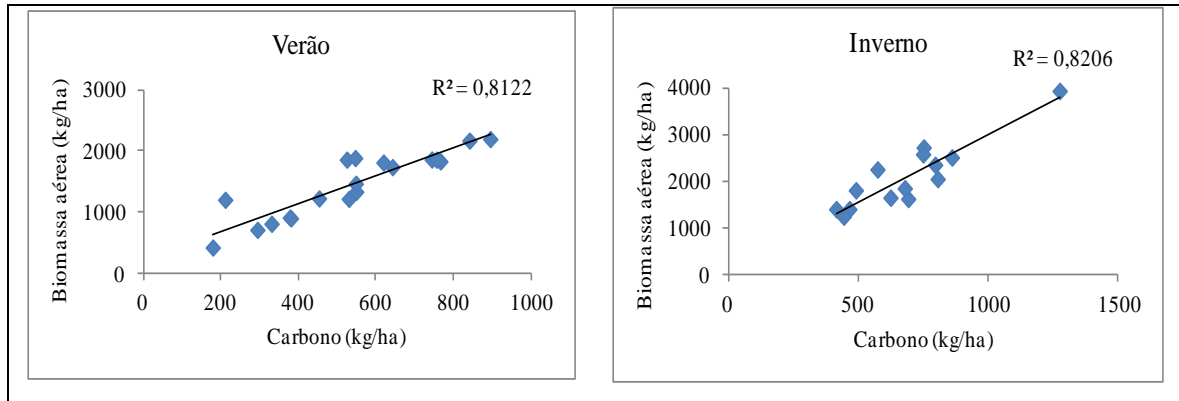 Verão
R² = 0,8122
Biomassa aérea (kg/ha)
3000
2000
1000
0
0 200 400 600 800 1000
Carbono (kg/ha)
Inverno
R² = 0,8206
Biomassa aérea (kg/ha)
4000
3000
2000
1000
0
0 500 1000 1500
Carbono (kg/ha)